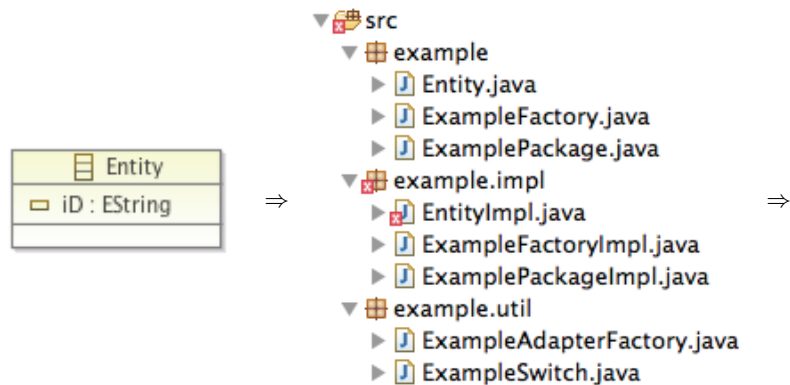 Entity
iD : EString
⇒
src
example
Entity.java
ExampleFactory.java
ExamplePackage.java
example.impl
EntityImpl.java
ExampleFactoryImpl.java
ExamplePackageImpl.java
example.util
ExampleAdapterFactory.java
ExampleSwitch.java
⇒